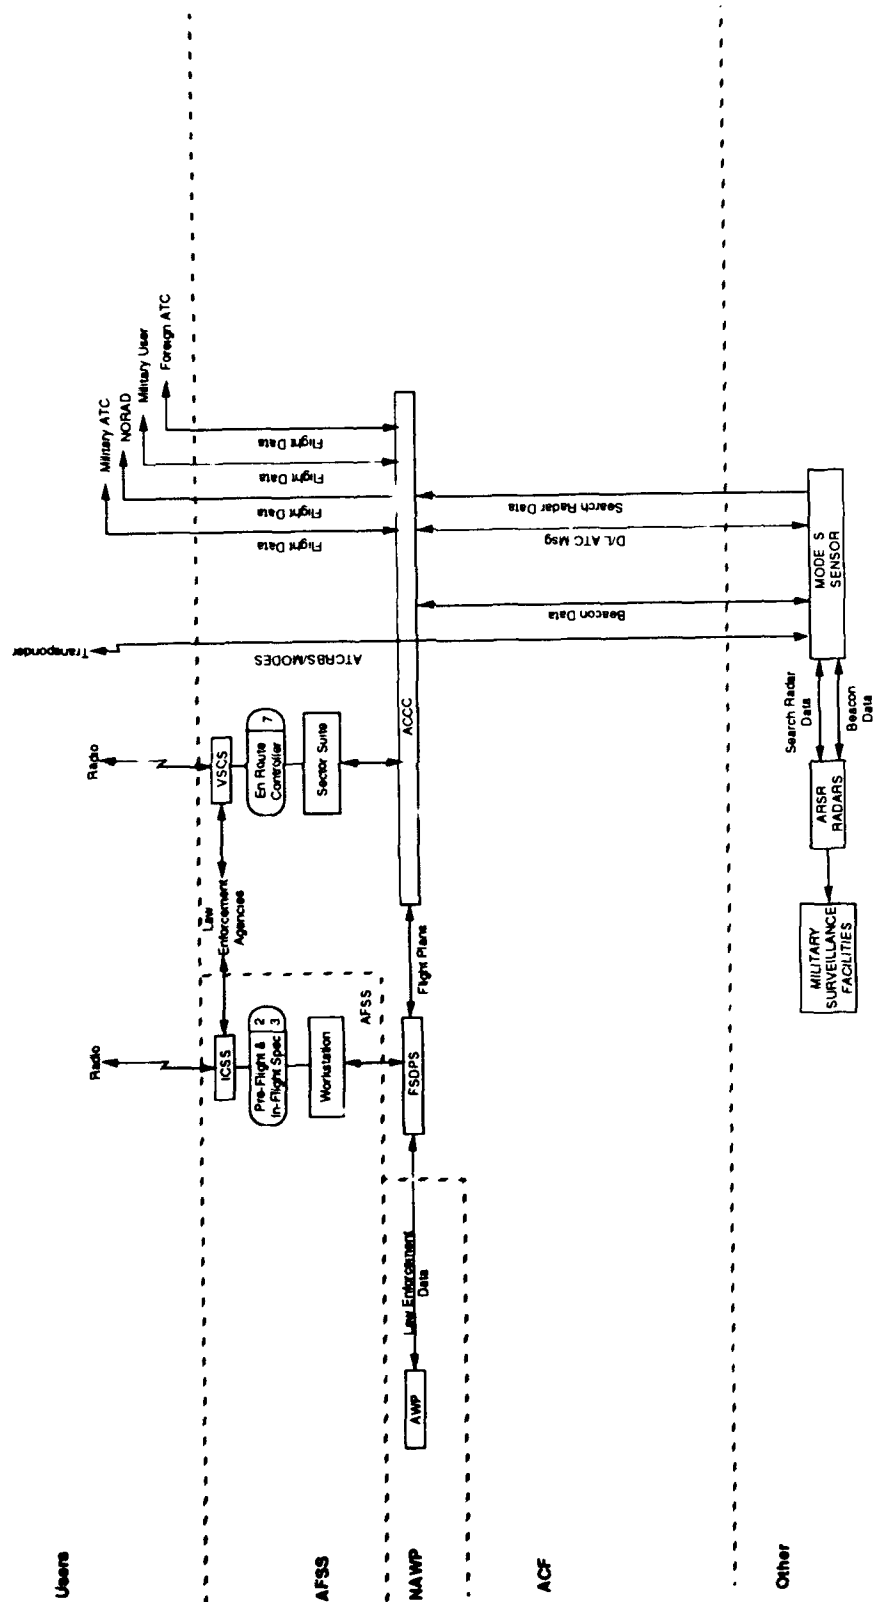 Users
AFSS
NAWP
ACF
Other
Radio
Radio
Transponder
Military ATC
NORAD
Military User
Foreign ATC
ICSS
Law
Enforcement
Agencies
VSCS
Pre-Flight & 2
In-Flight Spec 3
En Route 7
Controller
Workstation
Sector Suite
AFSS
ATCRBS/MODES
Flight Data
Flight Data
Flight Data
Flight Data
AWP
Law Enforcement
Data
FSDPS
Flight Plans
ACCC
Beacon Data
D/L ATC Msg
Search Radar Data
MILITARY
SURVEILLANCE
FACILITIES
ARSR
RADARS
Search Radar
Data
Beacon
Data
MODE S
SENSOR